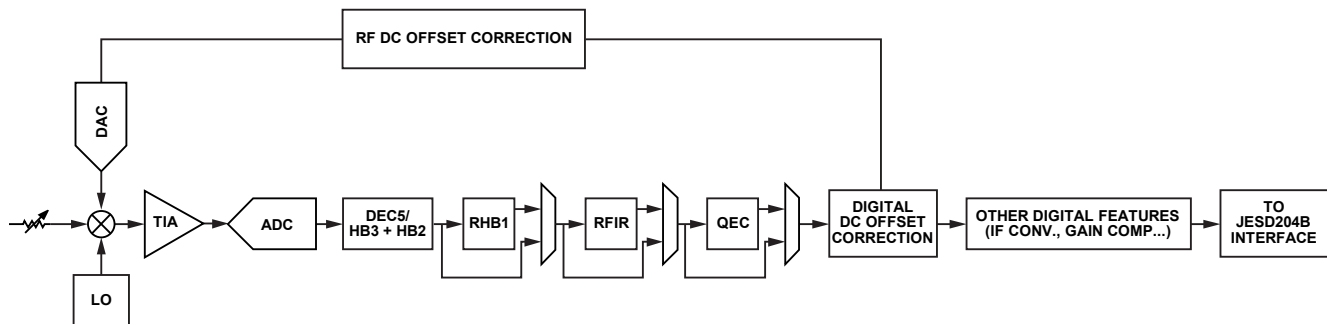 RF DC OFFSET CORRECTION
DAC
TIA
ADC
DEC5/
HB3 + HB2
RHB1
RFIR
QEC
DIGITAL
DC OFFSET
CORRECTION
OTHER DIGITAL FEATURES
(IF CONV., GAIN COMP...)
TO
JESD204B
INTERFACE
LO